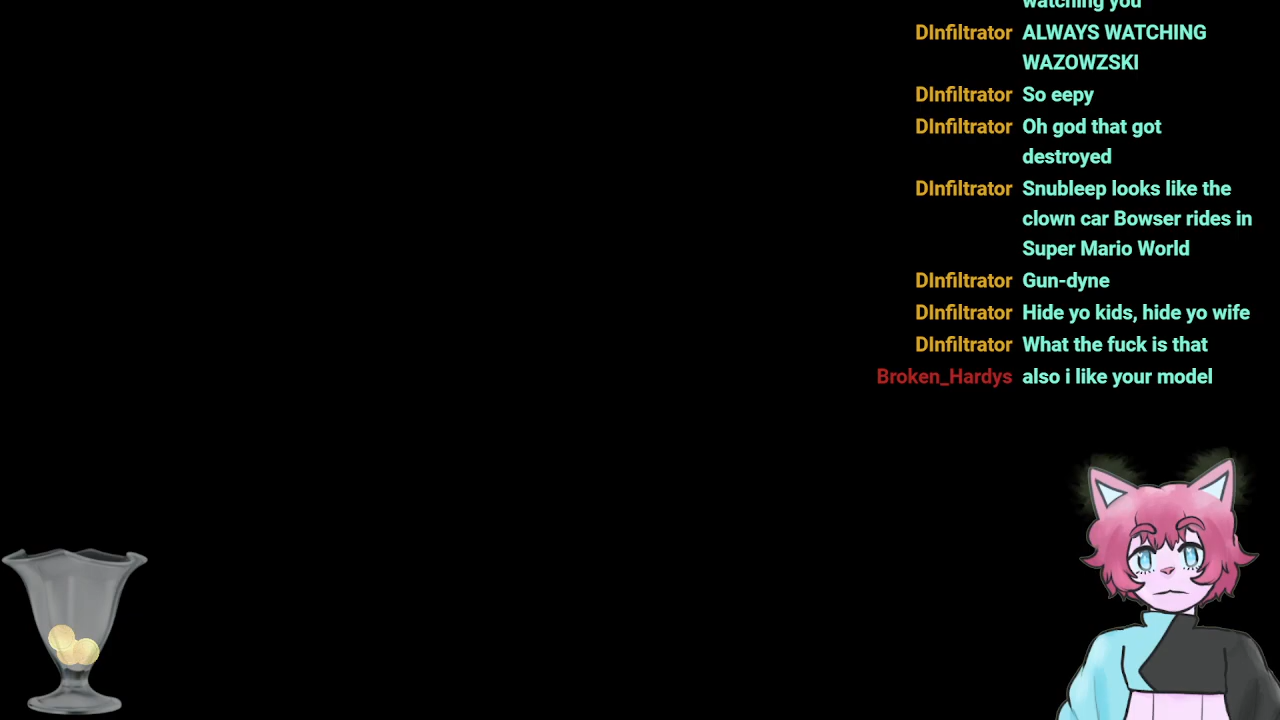 watching you
DInfiltrator ALWAYS WATCHING
WAZOWZSKI
DInfiltrator So eepy
DInfiltrator Oh god that got
destroyed
DInfiltrator Snubleep looks like the
clown car Bowser rides in
Super Mario World
DInfiltrator Gun-dyne
DInfiltrator Hide yo kids, hide yo wife
DInfiltrator What the fuck is that
Broken_Hardys also i like your model